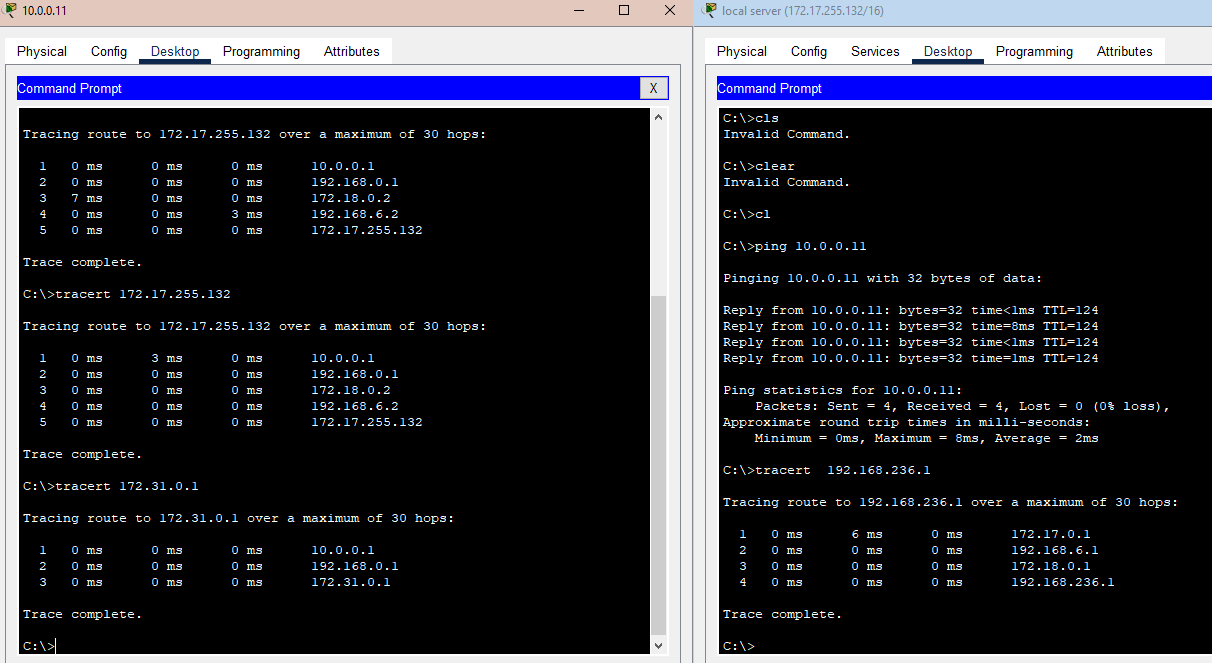 10.0.0.11
Physical Config Desktop Programming Attributes
Command Prompt X
Tracing route to 172.17.255.132 over a maximum of 30 hops:
1 0 ms 0 ms 0 ms 10.0.0.1
2 0 ms 0 ms 0 ms 192.168.0.1
3 7 ms 0 ms 0 ms 172.18.0.2
4 0 ms 0 ms 3 ms 192.168.6.2
5 0 ms 0 ms 0 ms 172.17.255.132
Trace complete.
C:\>tracert 172.17.255.132
Tracing route to 172.17.255.132 over a maximum of 30 hops:
1 0 ms 3 ms 0 ms 10.0.0.1
2 0 ms 0 ms 0 ms 192.168.0.1
3 0 ms 0 ms 0 ms 172.18.0.2
4 0 ms 0 ms 0 ms 192.168.6.2
5 0 ms 0 ms 0 ms 172.17.255.132
Trace complete.
C:\>tracert 172.31.0.1
Tracing route to 172.31.0.1 over a maximum of 30 hops:
1 0 ms 0 ms 0 ms 10.0.0.1
2 0 ms 0 ms 0 ms 192.168.0.1
3 0 ms 0 ms 0 ms 172.31.0.1
Trace complete.
C:\>
local server (172.17.255.132/16)
Physical Config Services Desktop Programming Attributes
Command Prompt
C:\>cls
Invalid Command.
C:\>clear
Invalid Command.
C:\>cl
C:\>ping 10.0.0.11
Pinging 10.0.0.11 with 32 bytes of data:
Reply from 10.0.0.11: bytes=32 time<1ms TTL=124
Reply from 10.0.0.11: bytes=32 time=8ms TTL=124
Reply from 10.0.0.11: bytes=32 time<1ms TTL=124
Reply from 10.0.0.11: bytes=32 time=1ms TTL=124
Ping statistics for 10.0.0.11:
Packets: Sent = 4, Received = 4, Lost = 0 (0% loss),
Approximate round trip times in milli-seconds:
Minimum = 0ms, Maximum = 8ms, Average = 2ms
C:\>tracert  192.168.236.1
Tracing route to 192.168.236.1 over a maximum of 30 hops:
1 0 ms 6 ms 0 ms 172.17.0.1
2 0 ms 0 ms 0 ms 192.168.6.1
3 0 ms 0 ms 0 ms 172.18.0.1
4 0 ms 0 ms 0 ms 192.168.236.1
Trace complete.
C:\>